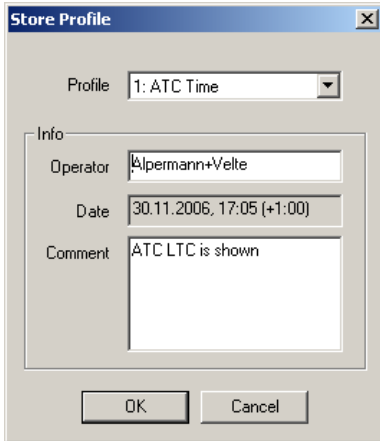 Store Profile
Profile 1: ATC Time
Info
Operator Alpermann+Velte
Date 30.11.2006, 17:05 (+1:00)
Comment ATC LTC is shown
OK Cancel